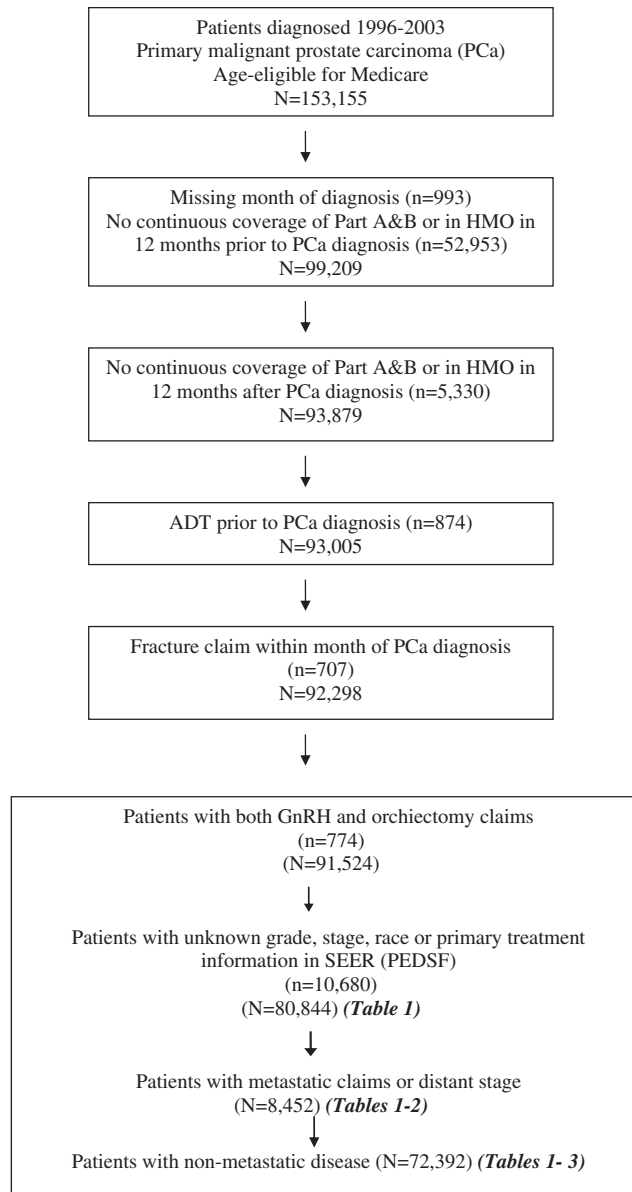 Patients diagnosed 1996-2003
Primary malignant prostate carcinoma (PCa)
Age-eligible for Medicare
N=153,155
Missing month of diagnosis (n=993)
No continuous coverage of Part A&B or in HMO in
12 months prior to PCa diagnosis (n=52,953)
N=99,209
No continuous coverage of Part A&B or in HMO in
12 months after PCa diagnosis (n=5,330)
N=93,879
ADT prior to PCa diagnosis (n=874)
N=93,005
Fracture claim within month of PCa diagnosis
(n=707)
N=92,298
Patients with both GnRH and orchiectomy claims
(n=774)
(N=91,524)
Patients with unknown grade, stage, race or primary treatment
information in SEER (PEDSF)
(n=10,680)
(N=80,844) (Table 1)
Patients with metastatic claims or distant stage
(N=8,452) (Tables 1-2)
Patients with non-metastatic disease (N=72,392) (Tables 1- 3)